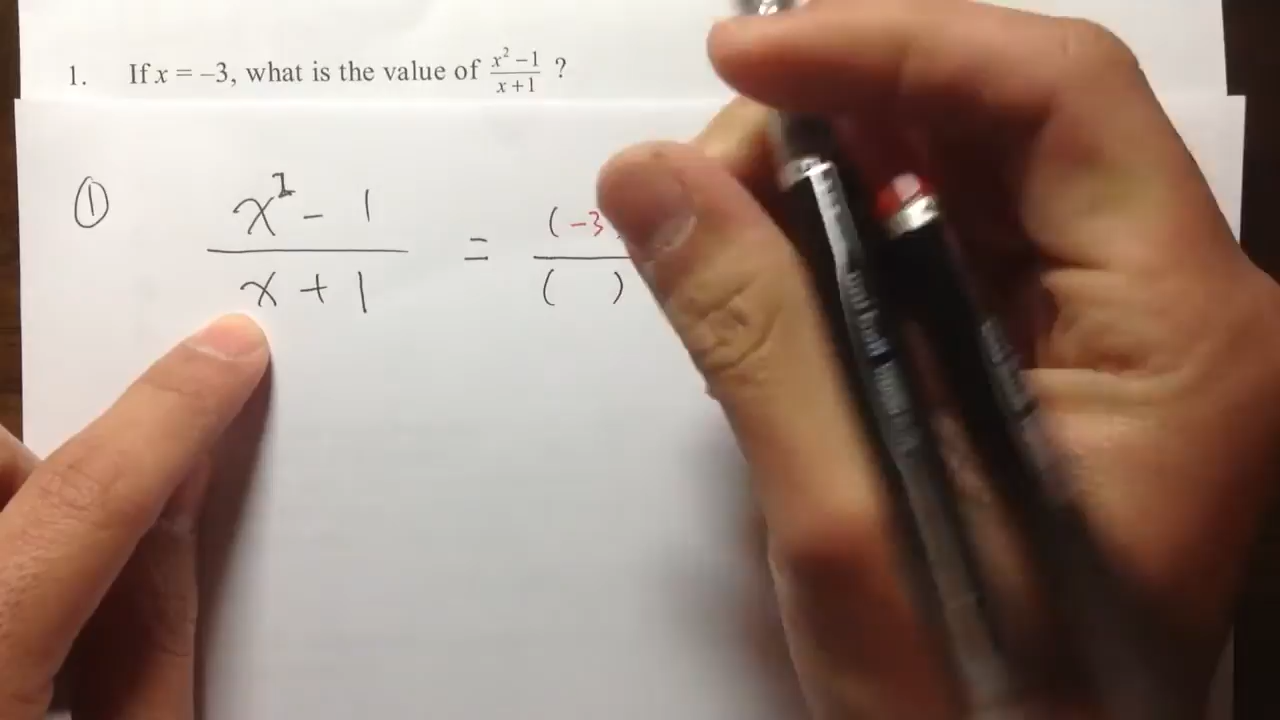 1. If x = –3, what is the value of x² –1 / x +1 ?
① x² - 1 / x + 1 = (-3 / ( )